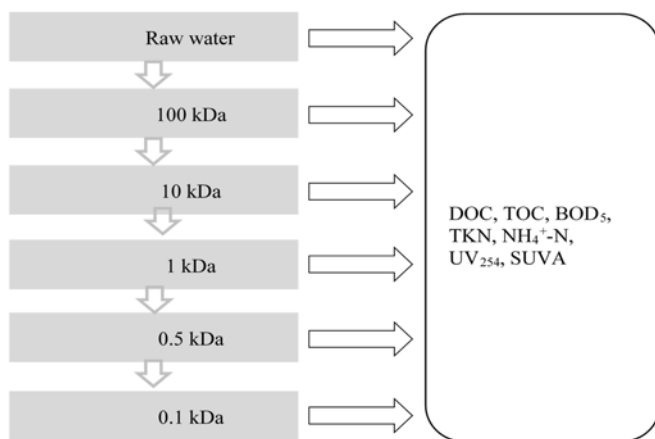 Raw water
100 kDa
10 kDa
1 kDa
0.5 kDa
0.1 kDa
DOC, TOC, BOD₅,
TKN, NH₄⁺-N,
UV₂₅₄, SUVA